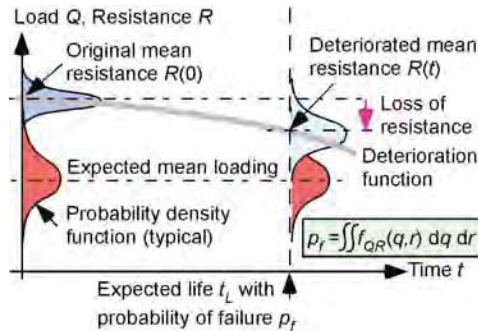 Load Q, Resistance R
Original mean
resistance R(0)
Deteriorated mean
resistance R(t)
Loss of
resistance
Expected mean loading
Deterioration
function
Probability density
function (typical)
p_f = ∬ f_QR(q,r) dq dr
Time t
Expected life t_L with
probability of failure p_f